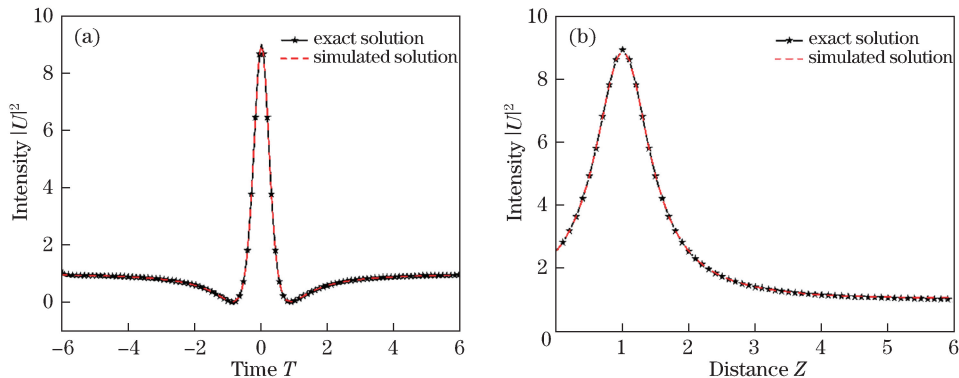 (a)
exact solution
simulated solution
Intensity |U|²
10
8
6
4
2
0
−6
−4
−2
0
2
4
6
Time T
(b)
exact solution
simulated solution
Intensity |U|²
10
8
6
4
2
0
1
2
3
4
5
6
Distance Z